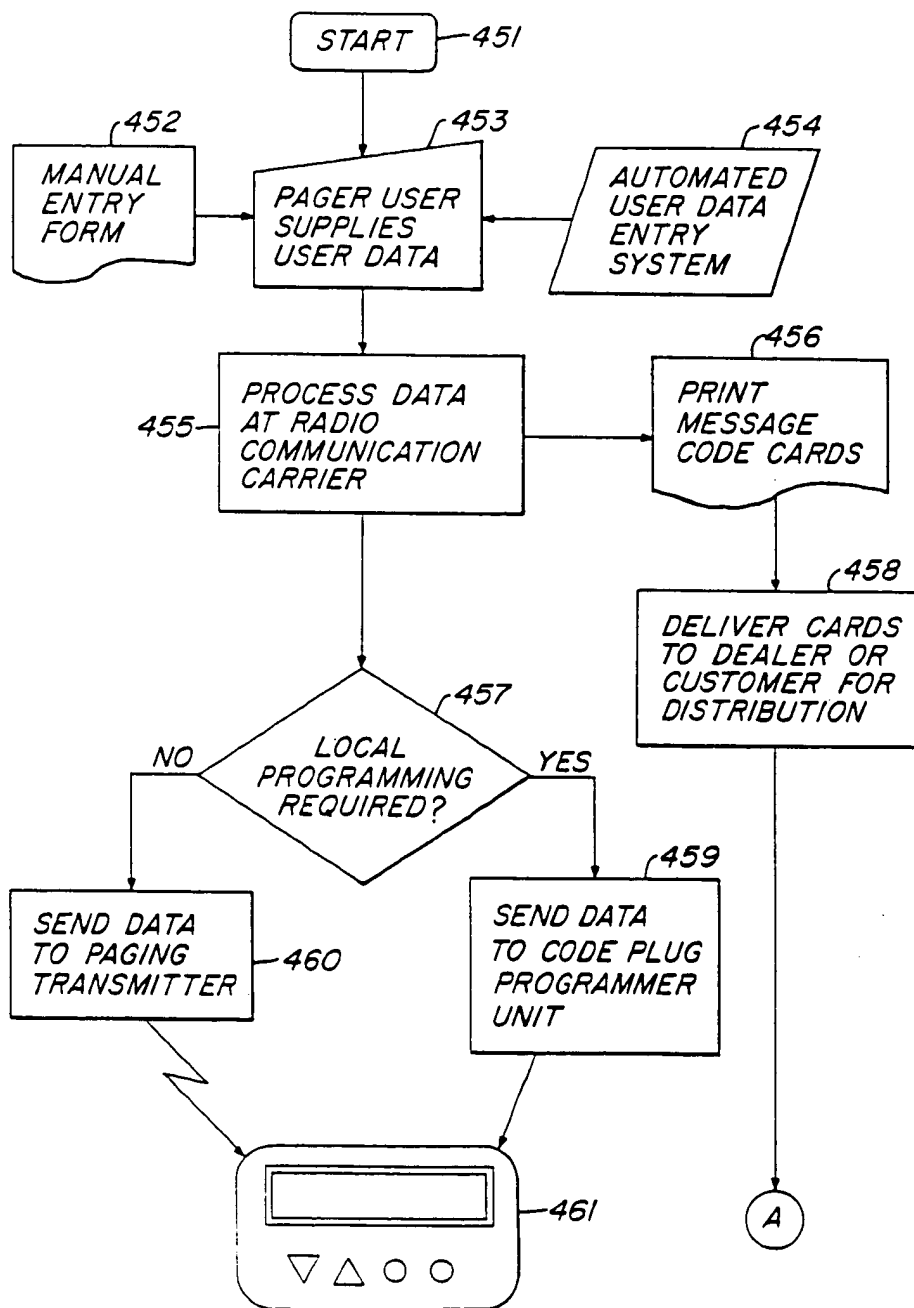 START
451
452
MANUAL
ENTRY
FORM
453
PAGER USER
SUPPLIES
USER DATA
454
AUTOMATED
USER DATA
ENTRY
SYSTEM
455
PROCESS DATA
AT RADIO
COMMUNICATION
CARRIER
456
PRINT
MESSAGE
CODE CARDS
457
LOCAL
PROGRAMMING
REQUIRED?
NO
YES
458
DELIVER CARDS
TO DEALER OR
CUSTOMER FOR
DISTRIBUTION
SEND DATA
TO PAGING
TRANSMITTER
460
459
SEND DATA
TO CODE PLUG
PROGRAMMER
UNIT
461
A